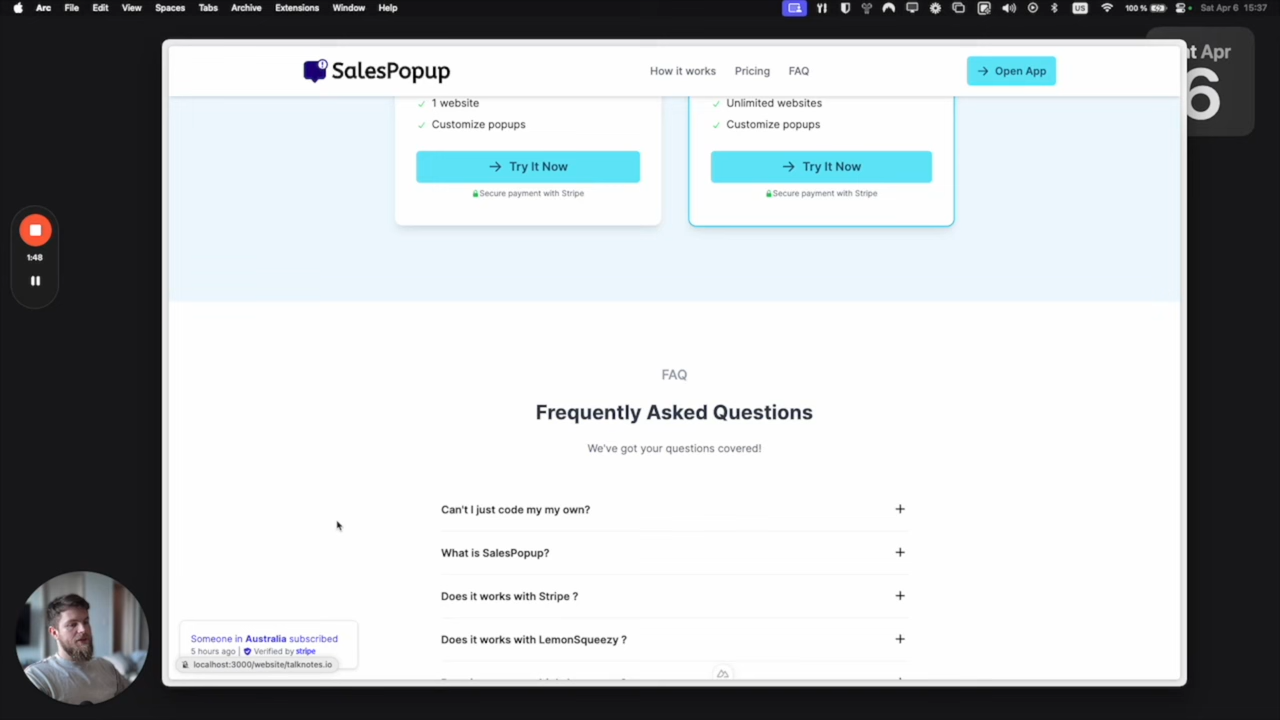 Arc File Edit View Spaces Tabs Archive Extensions Window Help
US 100 % Sat Apr 6 15:37
SalesPopup
How it works Pricing FAQ
Open App
Apr
6
1 website
Unlimited websites
Customize popups
Customize popups
Try It Now
Try It Now
Secure payment with Stripe
Secure payment with Stripe
1:48
FAQ
Frequently Asked Questions
We've got your questions covered!
Can't I just code my my own?
What is SalesPopup?
Does it works with Stripe ?
Does it works with LemonSqueezy ?
Someone in Australia subscribed
5 hours ago | Verified by stripe
localhost:3000/website/talknotes.io